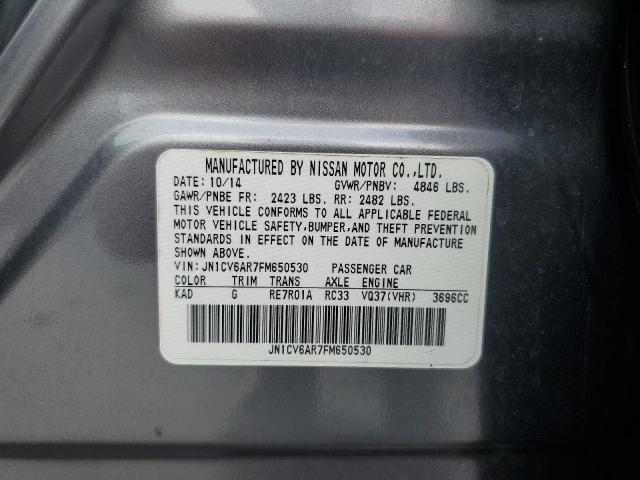 MANUFACTURED BY NISSAN MOTOR CO.,LTD.
DATE: 10/14 GVWR/PNBV: 4846 LBS.
GAWR/PNBE FR: 2423 LBS. RR: 2482 LBS.
THIS VEHICLE CONFORMS TO ALL APPLICABLE FEDERAL
MOTOR VEHICLE SAFETY,BUMPER,AND THEFT PREVENTION
STANDARDS IN EFFECT ON THE DATE OF MANUFACTURE
SHOWN ABOVE.
VIN: JN1CV6AR7FM650530 PASSENGER CAR
COLOR TRIM TRANS AXLE ENGINE
KAD G RE7R01A RC33 VQ37(VHR) 3696CC
JN1CV6AR7FM650530